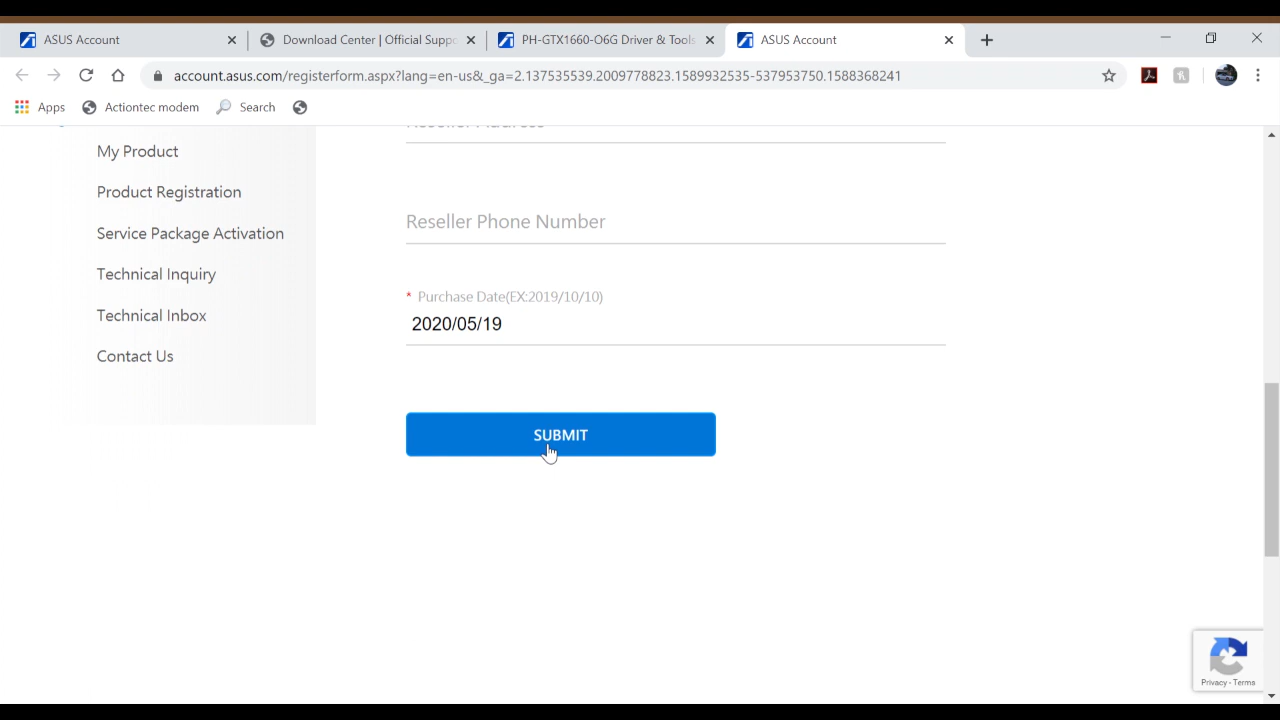 ASUS Account
Download Center | Official Suppo
PH-GTX1660-O6G Driver & Tools
ASUS Account
account.asus.com/registerform.aspx?lang=en-us&_ga=2.137535539.2009778823.1589932535-537953750.1588368241
Apps
Actiontec modem
Search
My Product
Product Registration
Service Package Activation
Technical Inquiry
Technical Inbox
Contact Us
Reseller Address
Reseller Phone Number
* Purchase Date(EX:2019/10/10)
2020/05/19
SUBMIT
Privacy - Terms